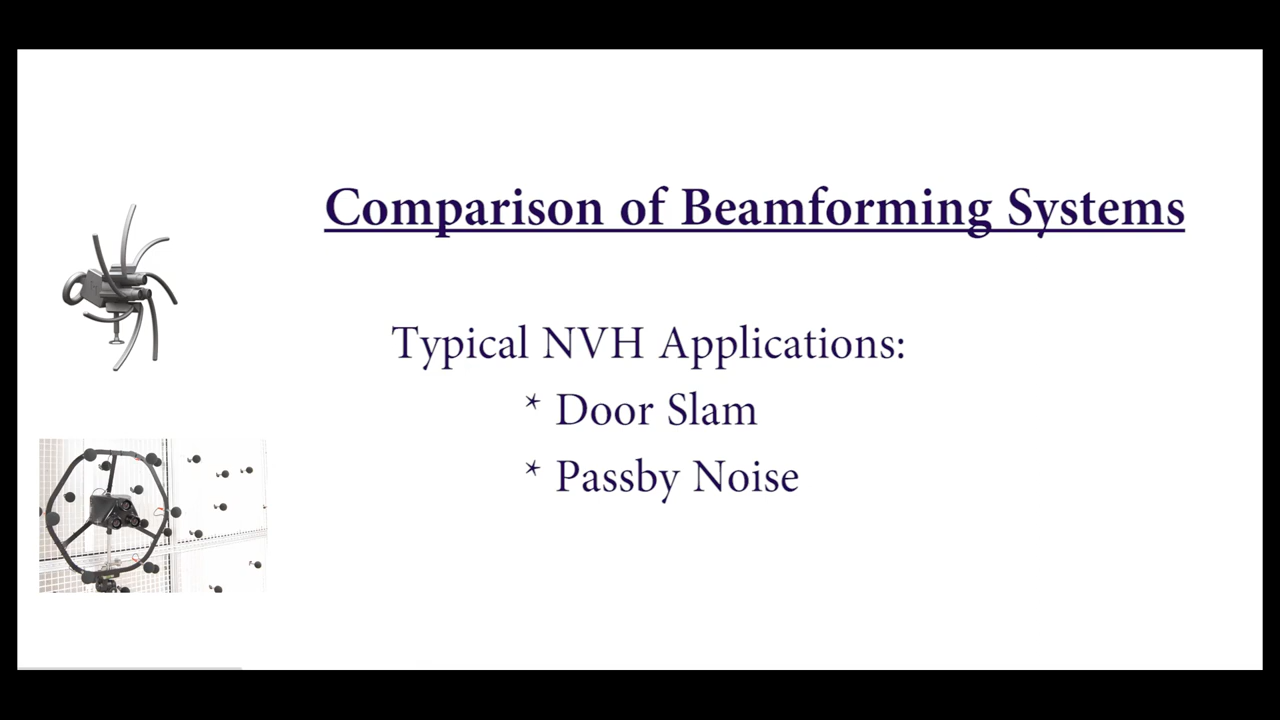 Comparison of Beamforming Systems
Typical NVH Applications:
* Door Slam
* Passby Noise